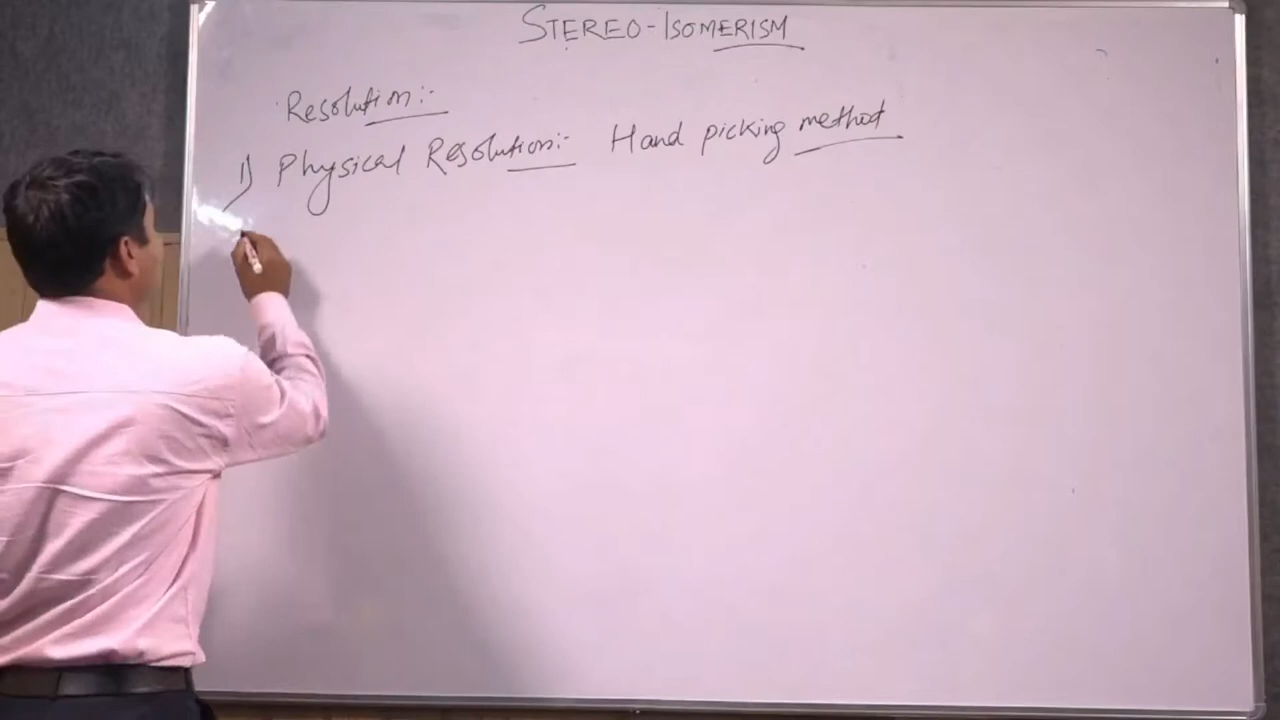 STEREO-ISOMERISM
Resolution:-
1) Physical Resolution:- Hand picking method